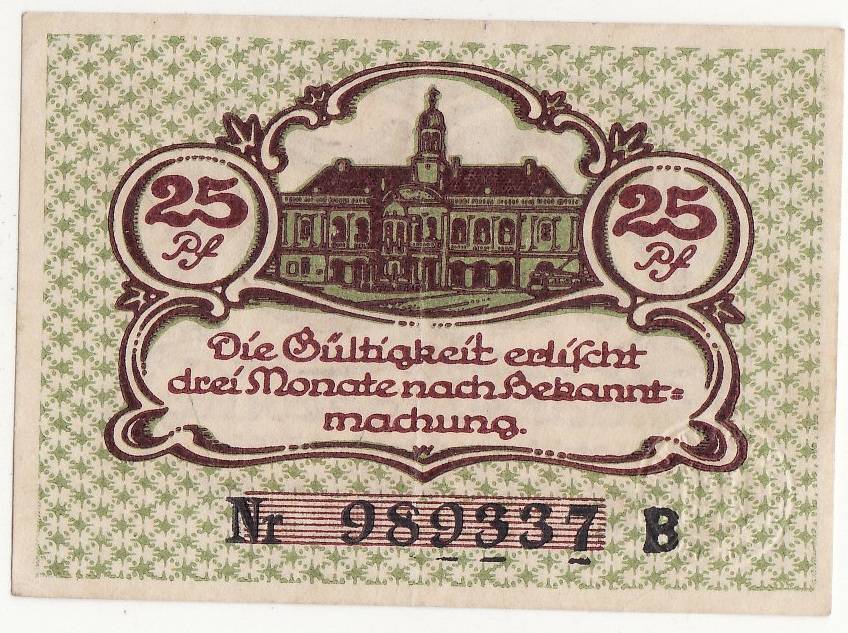 25 Pf
25 Pf
Die Gültigkeit erlischt
drei Monate nach Bekannt=
machung.
Nr 989337 B